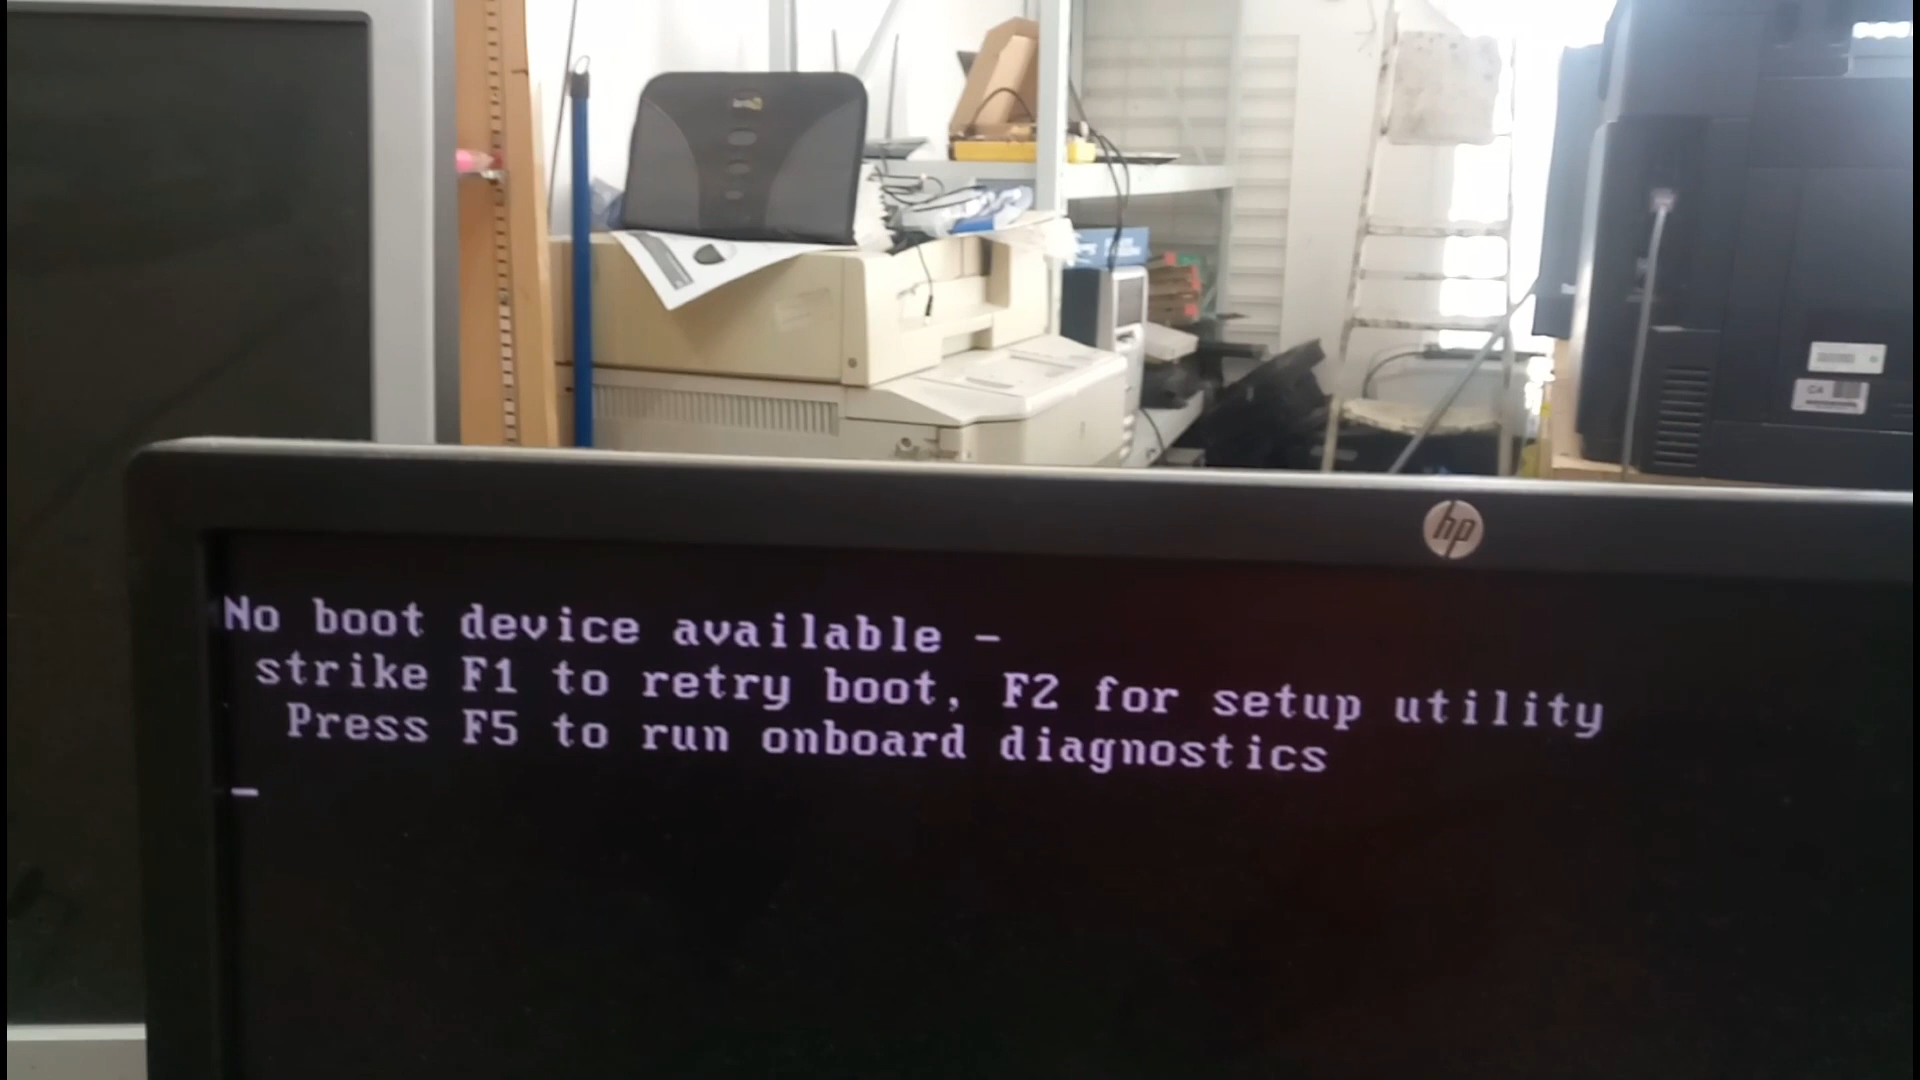 hp
No boot device available -
strike F1 to retry boot, F2 for setup utility
Press F5 to run onboard diagnostics
_